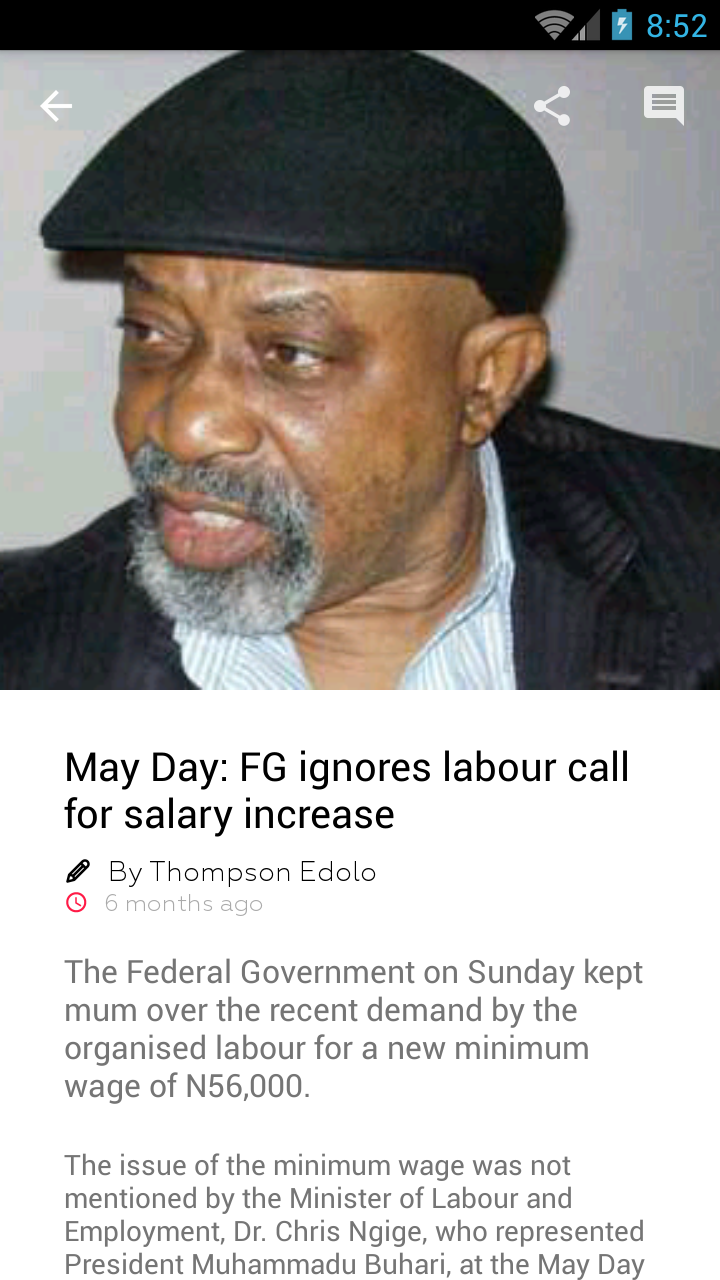 8:52
May Day: FG ignores labour call
for salary increase
By Thompson Edolo
6 months ago
The Federal Government on Sunday kept
mum over the recent demand by the
organised labour for a new minimum
wage of N56,000.
The issue of the minimum wage was not
mentioned by the Minister of Labour and
Employment, Dr. Chris Ngige, who represented
President Muhammadu Buhari, at the May Day